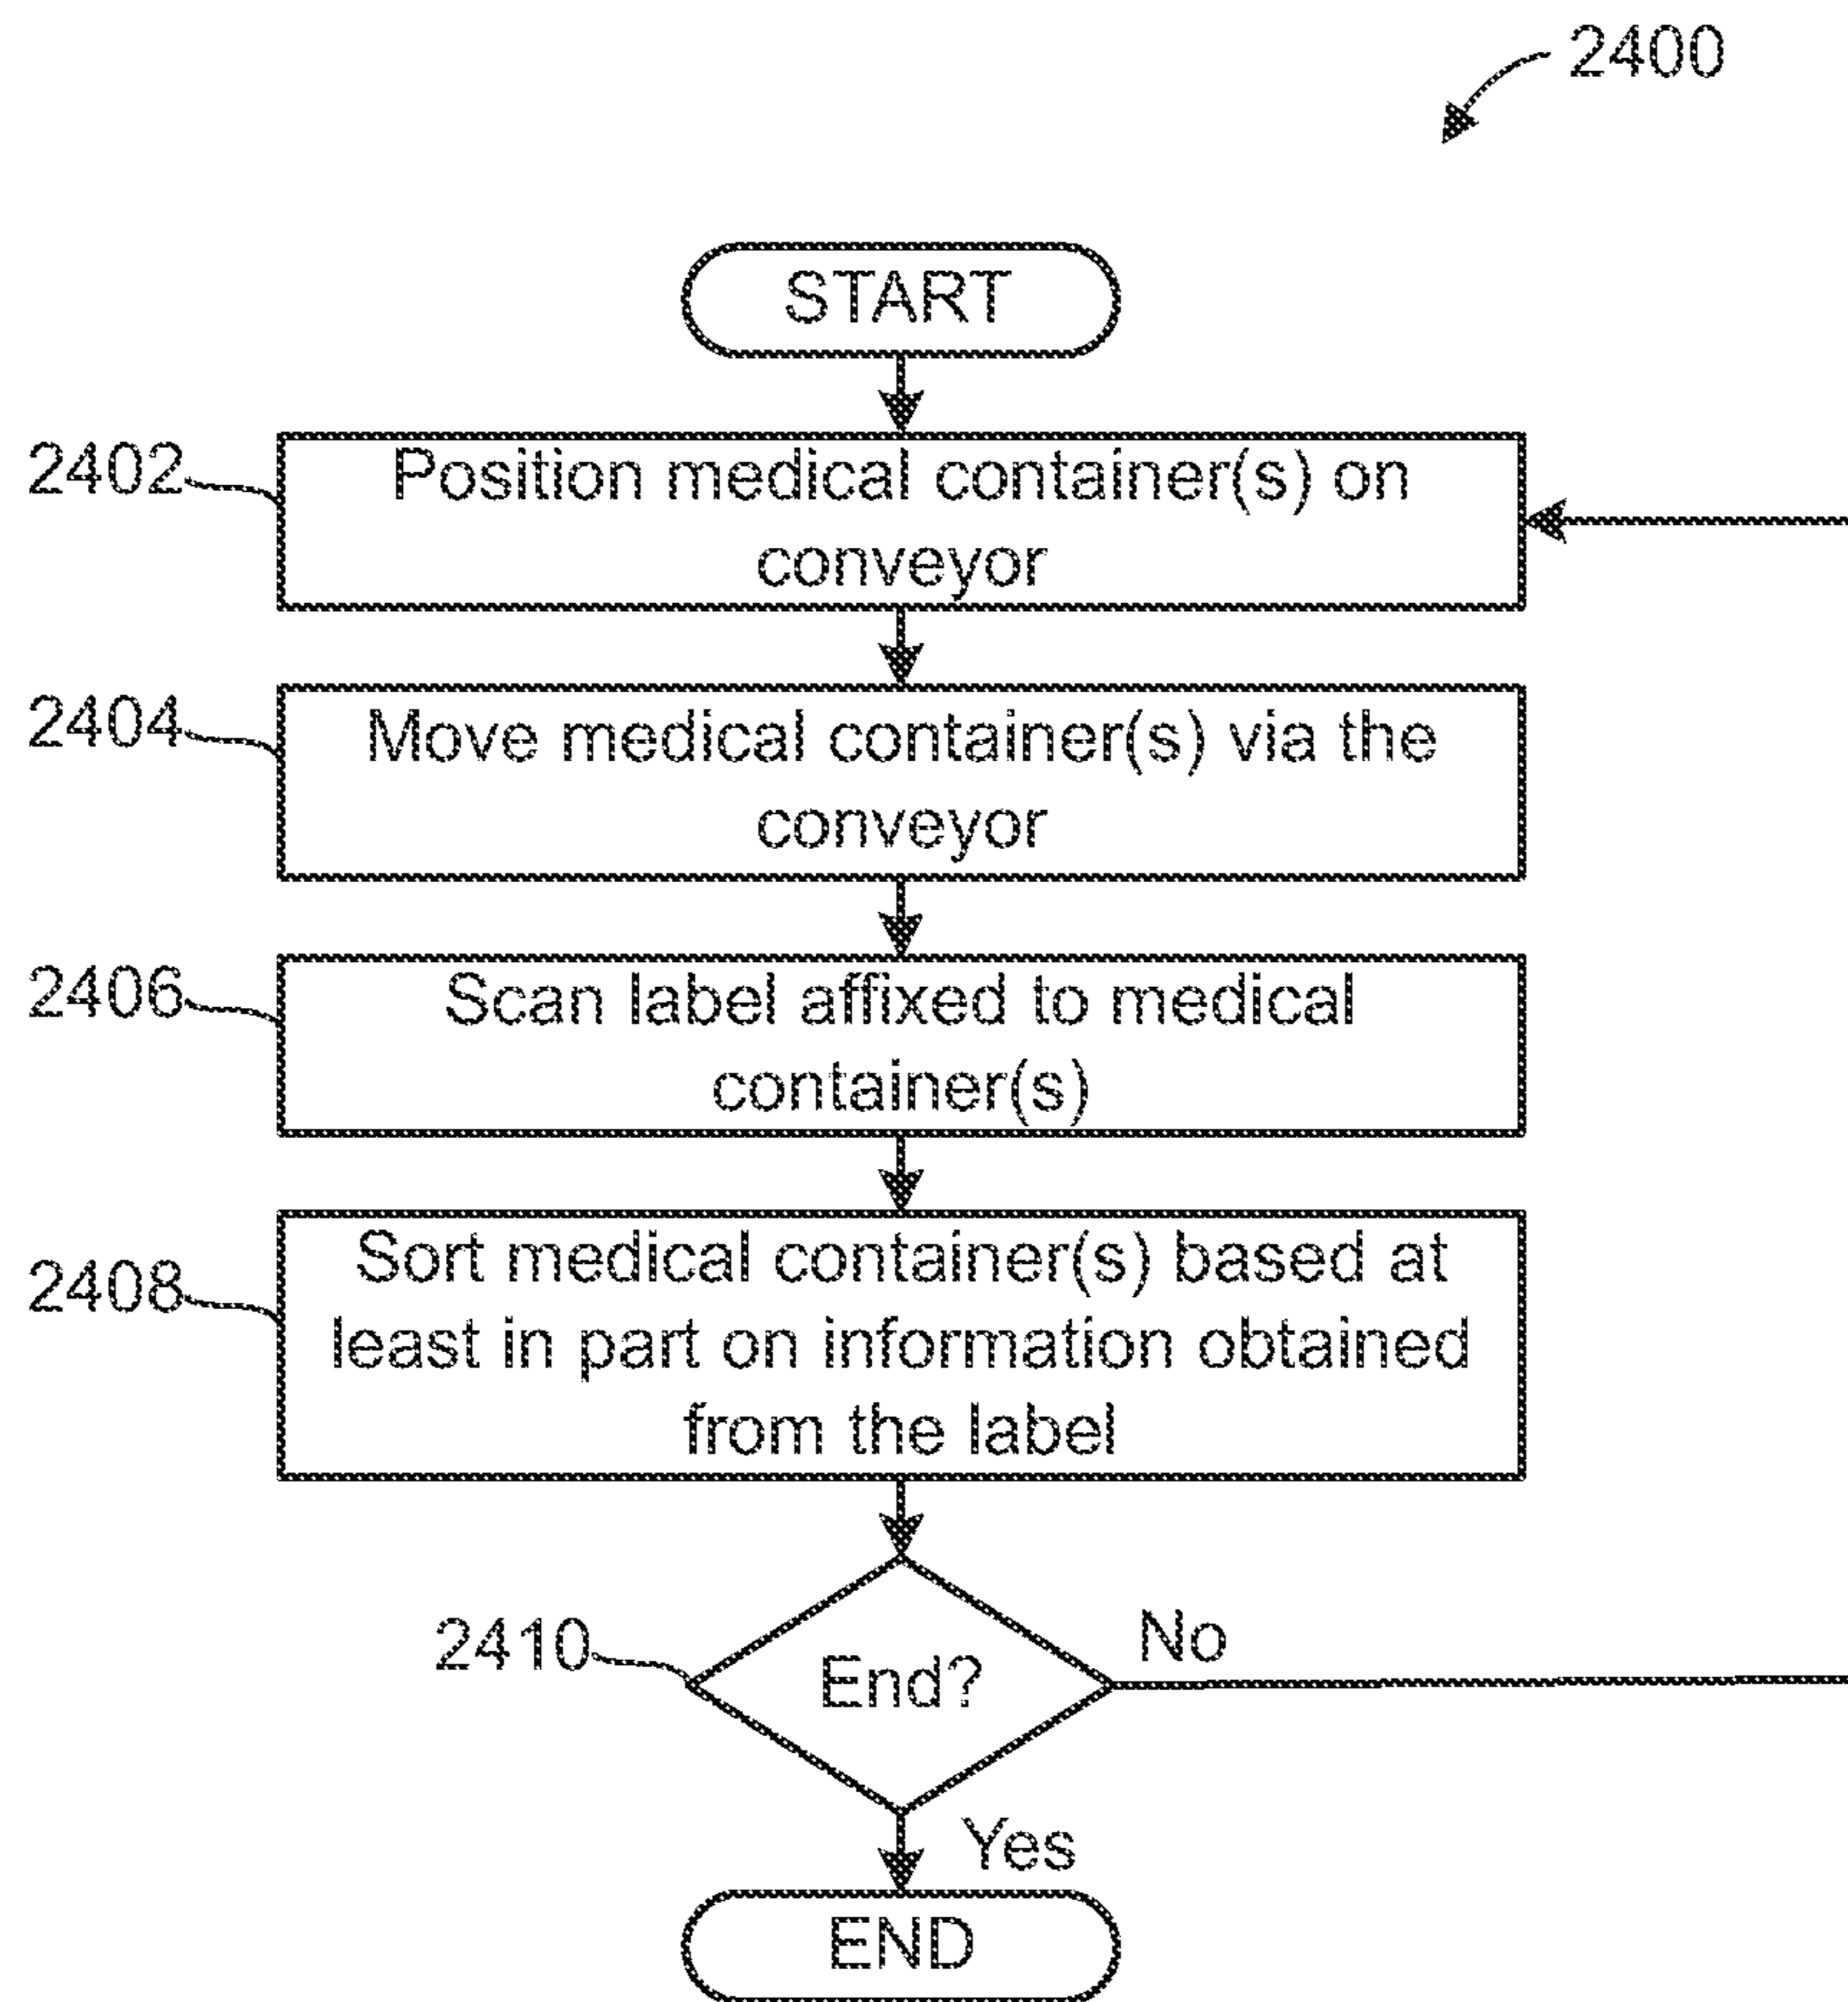 2400
START
2402
Position medical container(s) on
conveyor
2404
Move medical container(s) via the
conveyor
2406
Scan label affixed to medical
container(s)
2408
Sort medical container(s) based at
least in part on information obtained
from the label
2410
End?
No
Yes
END